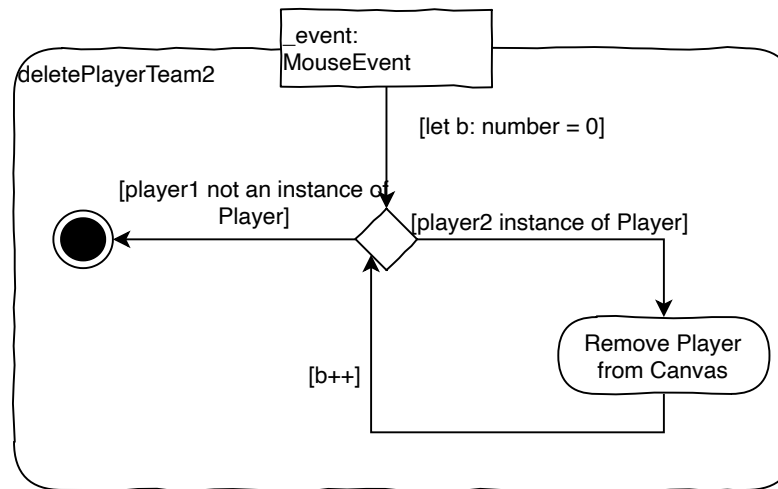 _event:
MouseEvent
deletePlayerTeam2
[let b: number = 0]
[player1 not an instance of
Player]
[player2 instance of Player]
Remove Player
from Canvas
[b++]